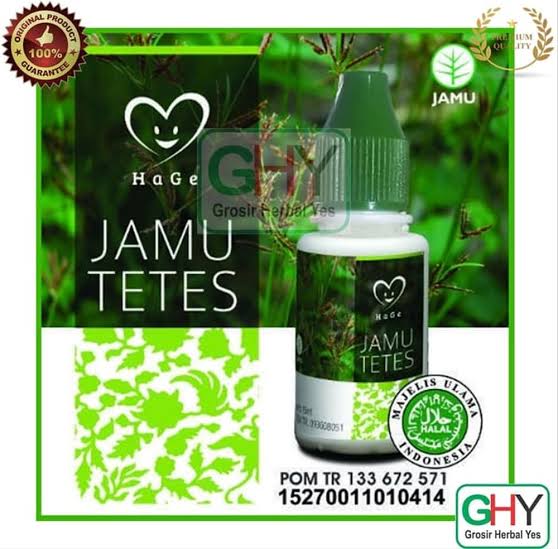 ORIGINAL PRODUCT
100%
GUARANTEE
PREMIUM
QUALITY
JAMU
HaGe
GHY
Grosir Herbal Yes
JAMU
TETES
HaGe
JAMU
TETES
MAJELIS ULAMA
حلال
HALAL
INDONESIA
POM TR 133 672 571
15270011010414
GHY
Grosir Herbal Yes